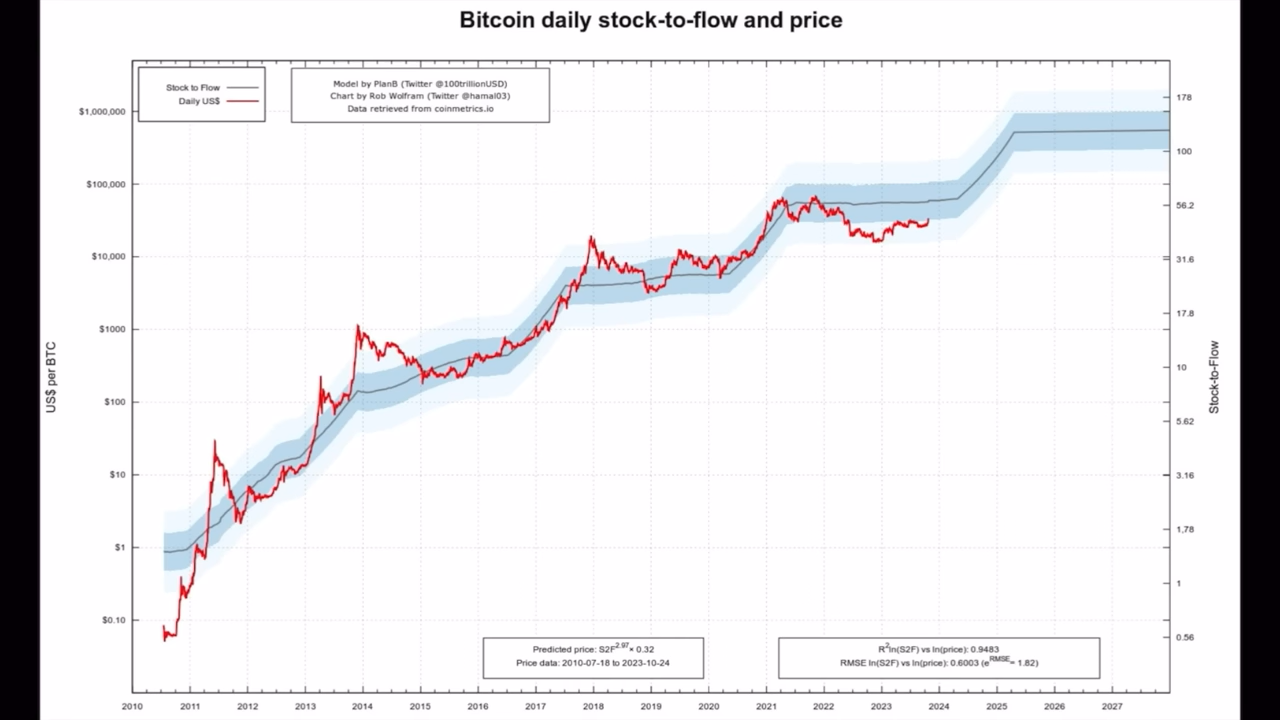 Bitcoin daily stock-to-flow and price
Stock to Flow
Daily US$
Model by PlanB (Twitter @100trillionUSD)
Chart by Rob Wolfram (Twitter @hamal03)
Data retrieved from coinmetrics.io
US$ per BTC
$1,000,000
$100,000
$10,000
$1000
$100
$10
$1
$0.10
178
100
56.2
31.6
17.8
10
5.62
3.16
1,78
1
0.56
Stock-to-Flow
Predicted price: S2F^2.97 × 0.32
Price data: 2010-07-18 to 2023-10-24
R^2 ln(S2F) vs ln(price): 0.9483
RMSE ln(S2F) vs ln(price): 0.6003 (e^RMSE = 1.82)
2010 2011 2012 2013 2014 2015 2016 2017 2018 2019 2020 2021 2022 2023 2024 2025 2026 2027